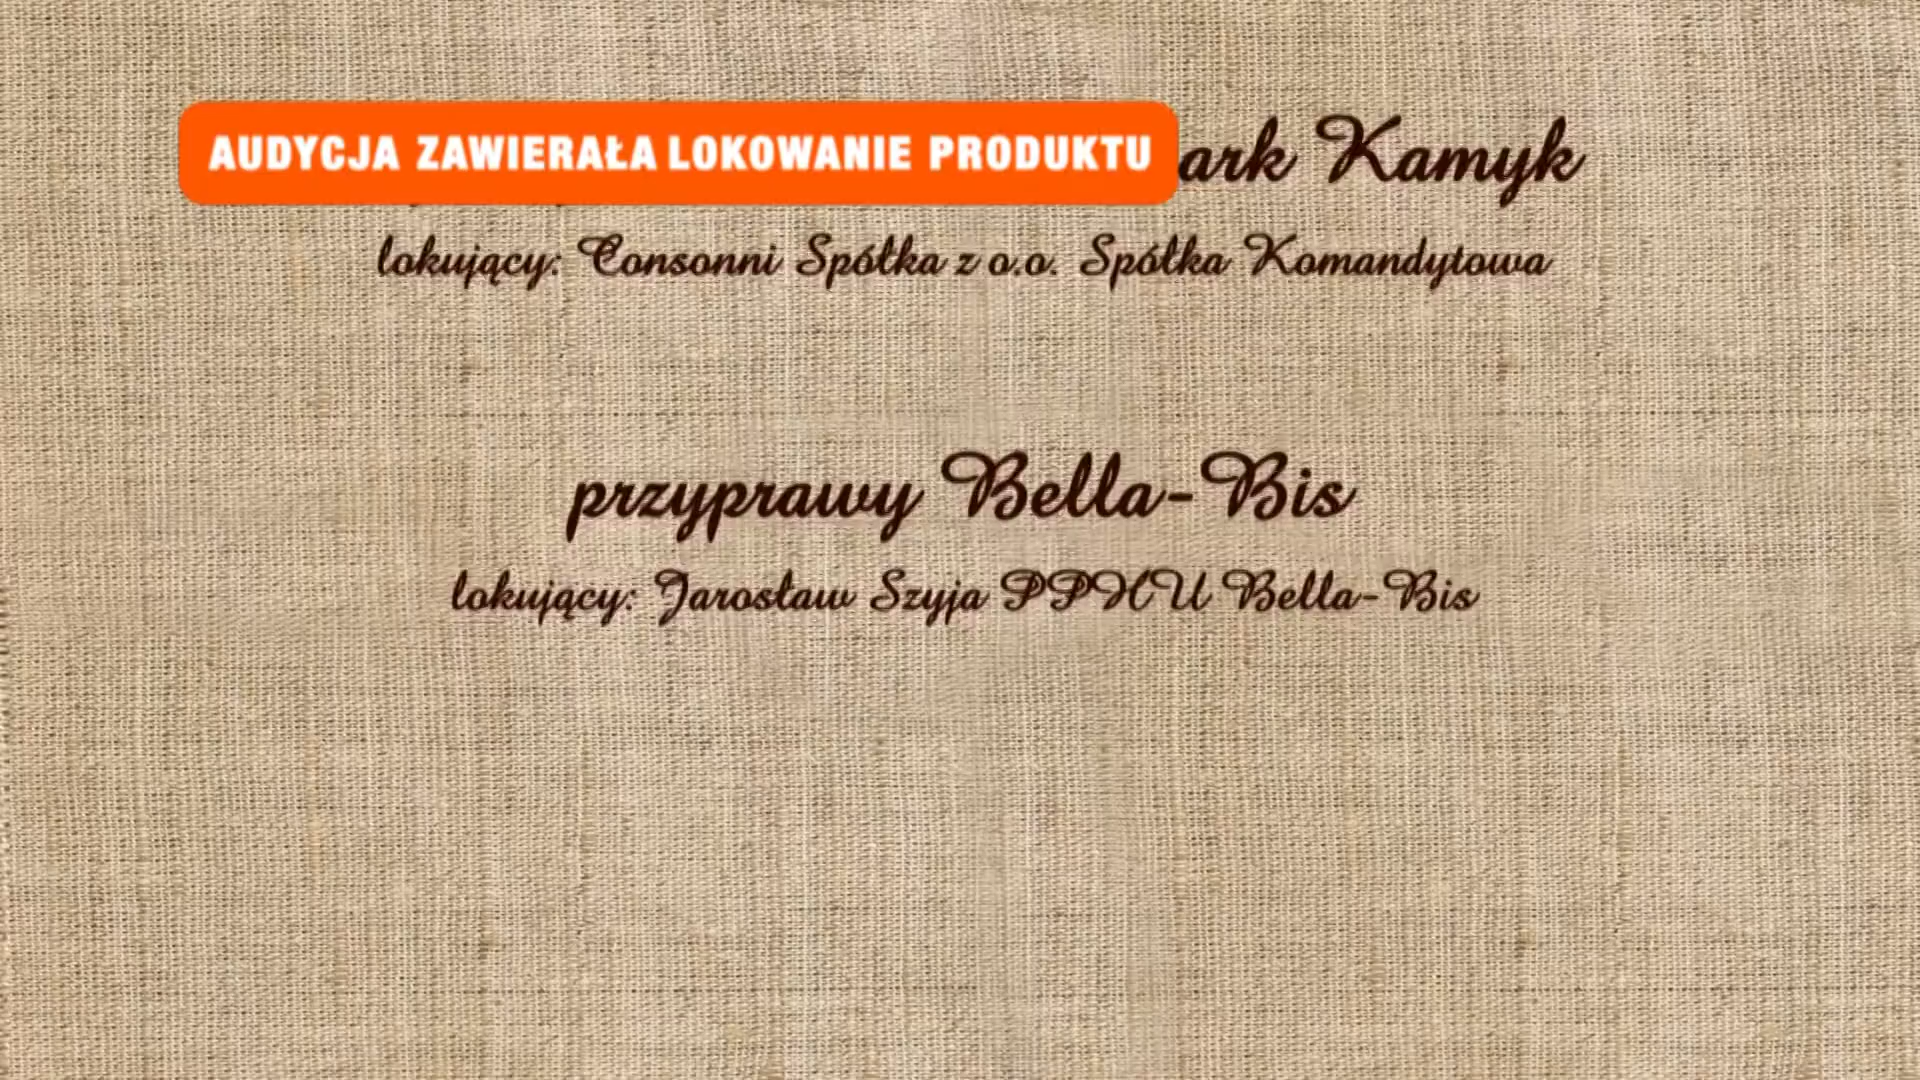 AUDYCJA ZAWIERAŁA LOKOWANIE PRODUKTU
Kamyk
lokujący: Consonni Spółka z o.o. Spółka Komandytowa
przyprawy Bella-Bis
lokujący: Jarosław Szyja PPHU Bella-Bis